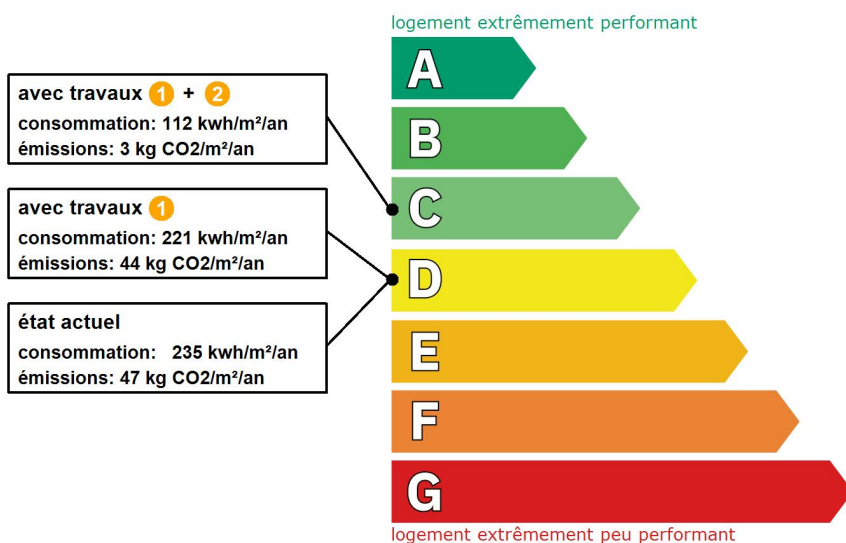 logement extrêmement performant
avec travaux 1 + 2
consommation: 112 kwh/m²/an
émissions: 3 kg CO2/m²/an
avec travaux 1
consommation: 221 kwh/m²/an
émissions: 44 kg CO2/m²/an
état actuel
consommation: 235 kwh/m²/an
émissions: 47 kg CO2/m²/an
A
B
C
D
E
F
G
logement extrêmement peu performant